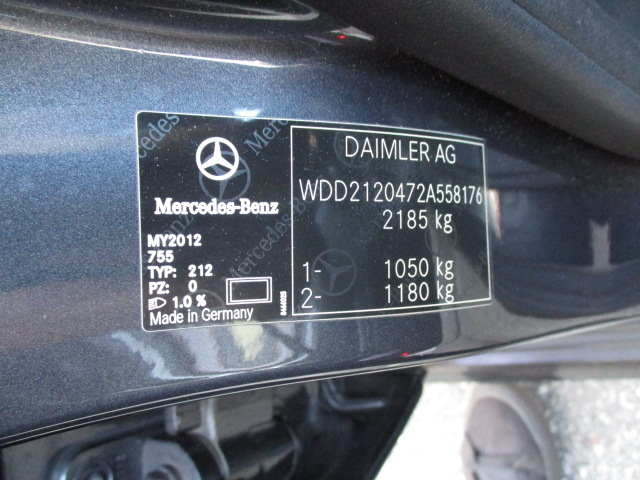 Mercedes-Benz
MY2012
755
TYP: 212
PZ: 0
1.0 %
Made in Germany
DAIMLER AG
WDD2120472A558176
2185 kg
1- 1050 kg
2- 1180 kg